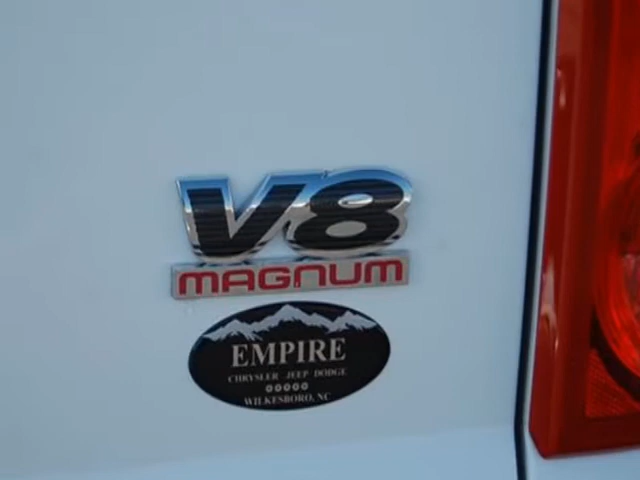 V8
MAGNUM
EMPIRE
CHRYSLER JEEP DODGE
WILKESBORO, NC